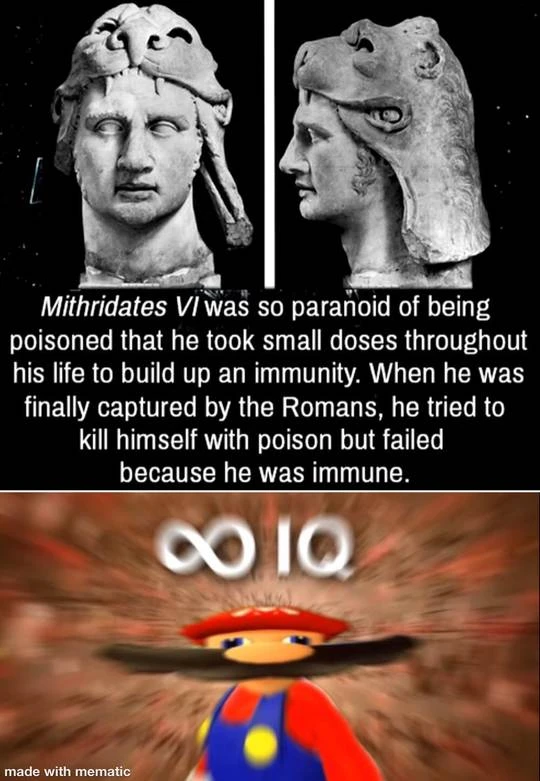 Mithridates VI was so paranoid of being
poisoned that he took small doses throughout
his life to build up an immunity. When he was
finally captured by the Romans, he tried to
kill himself with poison but failed
because he was immune.
∞ IQ
made with mematic